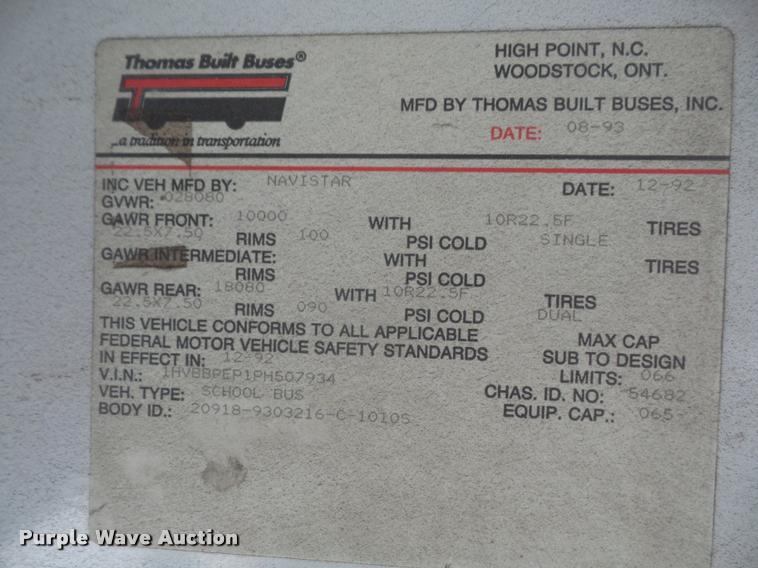 Thomas Built Buses®
T
...a tradition in transportation
HIGH POINT, N.C.
WOODSTOCK, ONT.
MFD BY THOMAS BUILT BUSES, INC.
DATE: 08-93
INC VEH MFD BY: NAVISTAR DATE: 12-92
GVWR: 028080
GAWR FRONT: 10000 WITH 10R22.5F TIRES
22.5X7.50 RIMS 100 PSI COLD SINGLE
GAWR INTERMEDIATE: WITH TIRES
RIMS PSI COLD
GAWR REAR: 18080 WITH 10R22.5F TIRES
22.5X7.50 RIMS 090 PSI COLD DUAL
THIS VEHICLE CONFORMS TO ALL APPLICABLE
FEDERAL MOTOR VEHICLE SAFETY STANDARDS
IN EFFECT IN: 12-92
MAX CAP
SUB TO DESIGN
LIMITS: 066
V.I.N.: 1HVBBPEP1PH507934
VEH. TYPE: SCHOOL BUS CHAS. ID. NO: 54682
BODY ID.: 20918-9303216-C-1010S EQUIP. CAP.: 065
Purple Wave Auction